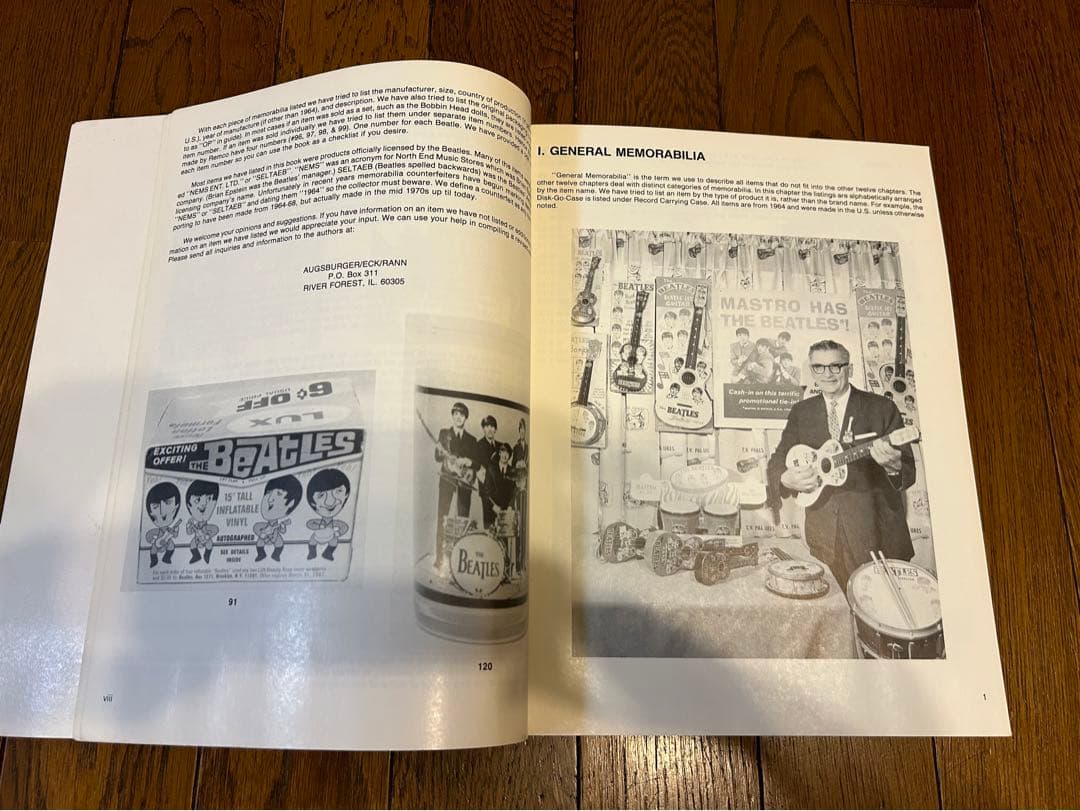 With each piece of memorabilia listed we have tried to list the manufacturer, size, country of production
U.S.), year of manufacture (if other than 1964), and description. We have also tried to list the original
to as "OP" in guide). In most cases if an item was sold as a set, such as the Bobbin Head dolls, they are
item number. If an item was sold individually we have tried to list them under separate item numbers.
made by Remco have four numbers (#96, 97, 98, & 99). One number for each Beatle. We have provided a
each item number so you can use the book as a checklist if you desire.
Most items we have listed in this book were products officially licensed by the Beatles. Many of
ed "NEMS ENT. LTD." or "SELTAEB". "NEMS" was an acronym for North End Music Stores which was
company. (Brian Epstein was the Beatles' manager.) SELTAEB (Beatles spelled backwards) was the
licensing company's name. Unfortunately in recent years memorabilia counterfeiters have begun
"NEMS" or "SELTAEB" and dating them "1964" so the collector must beware. We define a counterfeit as
porting to have been made from 1964-68, but actually made in the mid 1970s up til today.
We welcome your opinions and suggestions. If you have information on an item we have not listed or
mation on an item we have listed we would appreciate your input. We can use your help in compiling a
Please send all inquiries and information to the authors at:
AUGSBURGER/ECK/RANN
P.O. Box 311
RIVER FOREST, IL. 60305
6¢ OFF
USUAL PRICE
LUX
EXCITING
OFFER!
THE BEATLES
15" TALL
INFLATABLE
VINYL
AUTOGRAPHED
SEE DETAILS
INSIDE
91
THE
BEATLES
120
viii
I. GENERAL MEMORABILIA
"General Memorabilia" is the term we use to describe all items that do not fit into the other twelve chapters. The
other twelve chapters deal with distinct categories of memorabilia. In this chapter the listings are alphabetically arranged
by the item name. We have tried to list an item by the type of product it is, rather than the brand name. For example, the
Disk-Go-Case is listed under Record Carrying Case. All items are from 1964 and were made in the U.S. unless otherwise
noted.
BEATLES
BEATLES
BEATLES
MASTRO HAS
THE BEATLES*!
Cash-in on this terrific
promotional tie-in
BEATLES
BEATLES
1